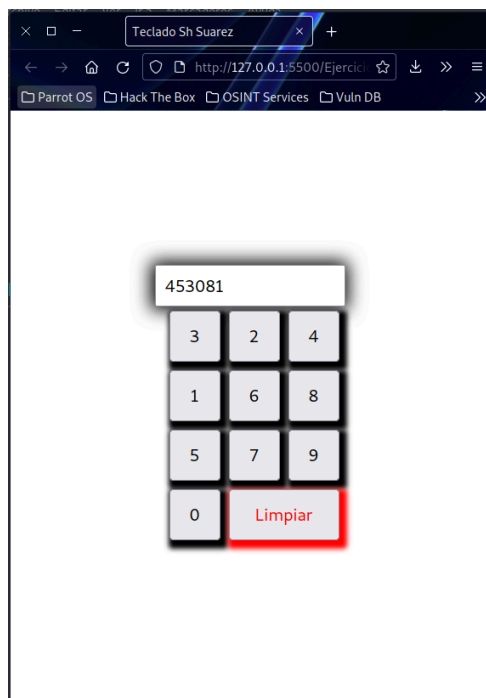 Teclado Sh Suarez
http://127.0.0.1:5500/Ejercici
Parrot OS Hack The Box OSINT Services Vuln DB
453081
3 2 4
1 6 8
5 7 9
0 Limpiar